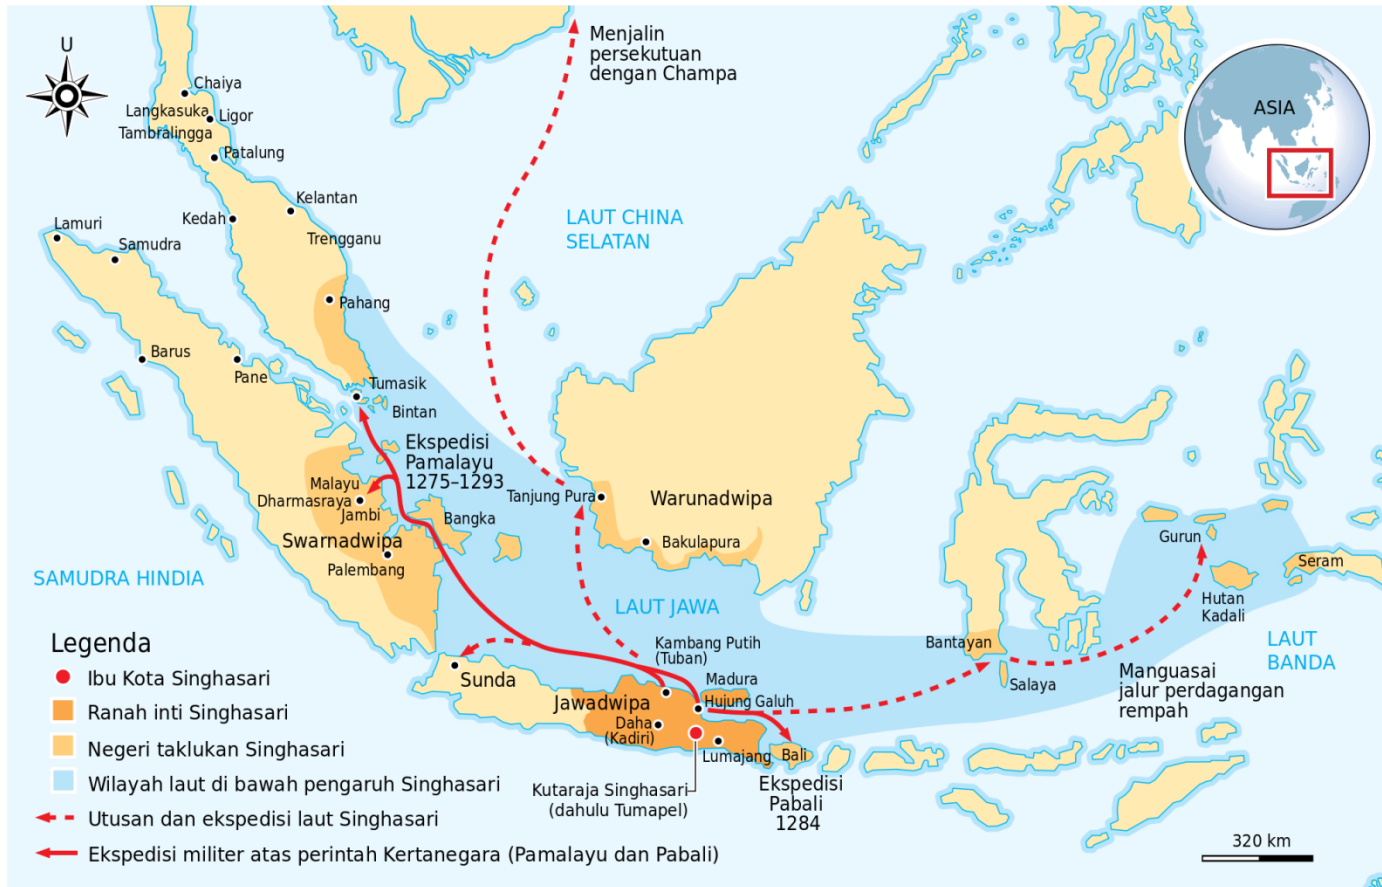 U
Menjalin
persekutuan
dengan Champa
ASIA
Chaiya
Langkasuka
Ligor
Tambralingga
Patalung
Kelantan
Kedah
Trengganu
Lamuri
Samudra
LAUT CHINA
SELATAN
Pahang
Barus
Pane
Tumasik
Bintan
Ekspedisi
Pamalayu
1275–1293
Malayu
Dharmasraya
Jambi
Bangka
Swarnadwipa
Palembang
Tanjung Pura
Warunadwipa
Bakulapura
Gurun
Seram
Hutan
Kadali
SAMUDRA HINDIA
LAUT JAWA
LAUT
BANDA
Kambang Putih
(Tuban)
Bantayan
Salaya
Manguasai
jalur perdagangan
rempah
Sunda
Madura
Jawadwipa
Hujung Galuh
Daha
(Kadiri)
Lumajang
Bali
Kutaraja Singhasari
(dahulu Tumapel)
Ekspedisi
Pabali
1284
Legenda
Ibu Kota Singhasari
Ranah inti Singhasari
Negeri taklukan Singhasari
Wilayah laut di bawah pengaruh Singhasari
Utusan dan ekspedisi laut Singhasari
Ekspedisi militer atas perintah Kertanegara (Pamalayu dan Pabali)
320 km